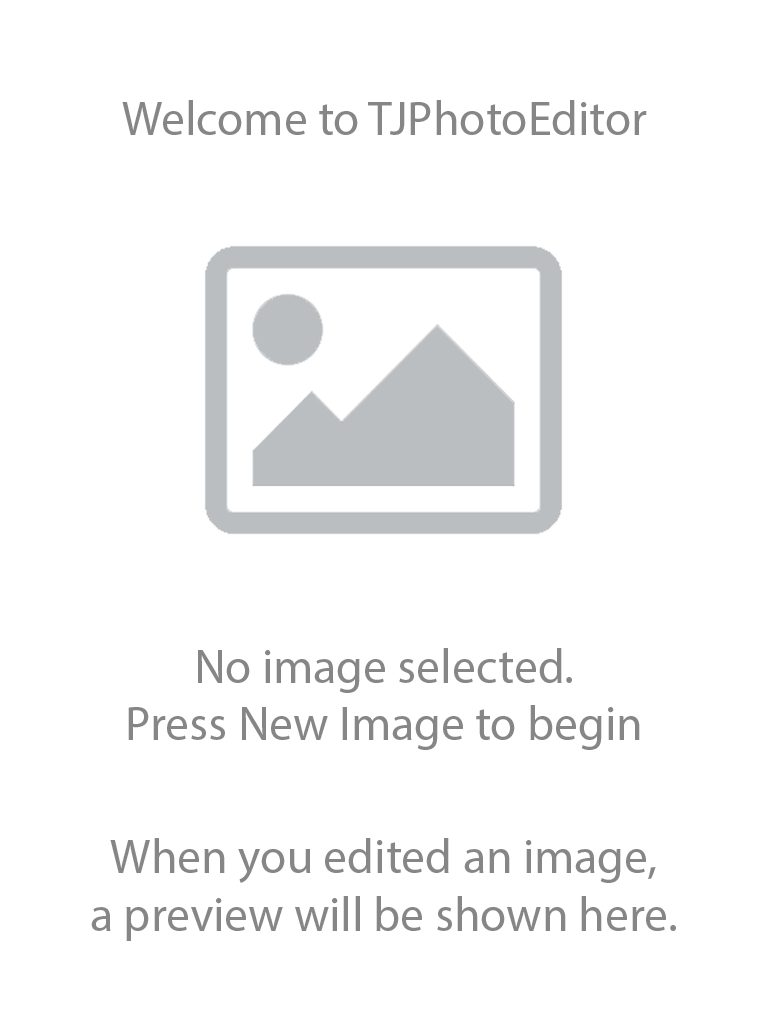 Welcome to TJPhotoEditor
No image selected.
Press New Image to begin
When you edited an image,
a preview will be shown here.